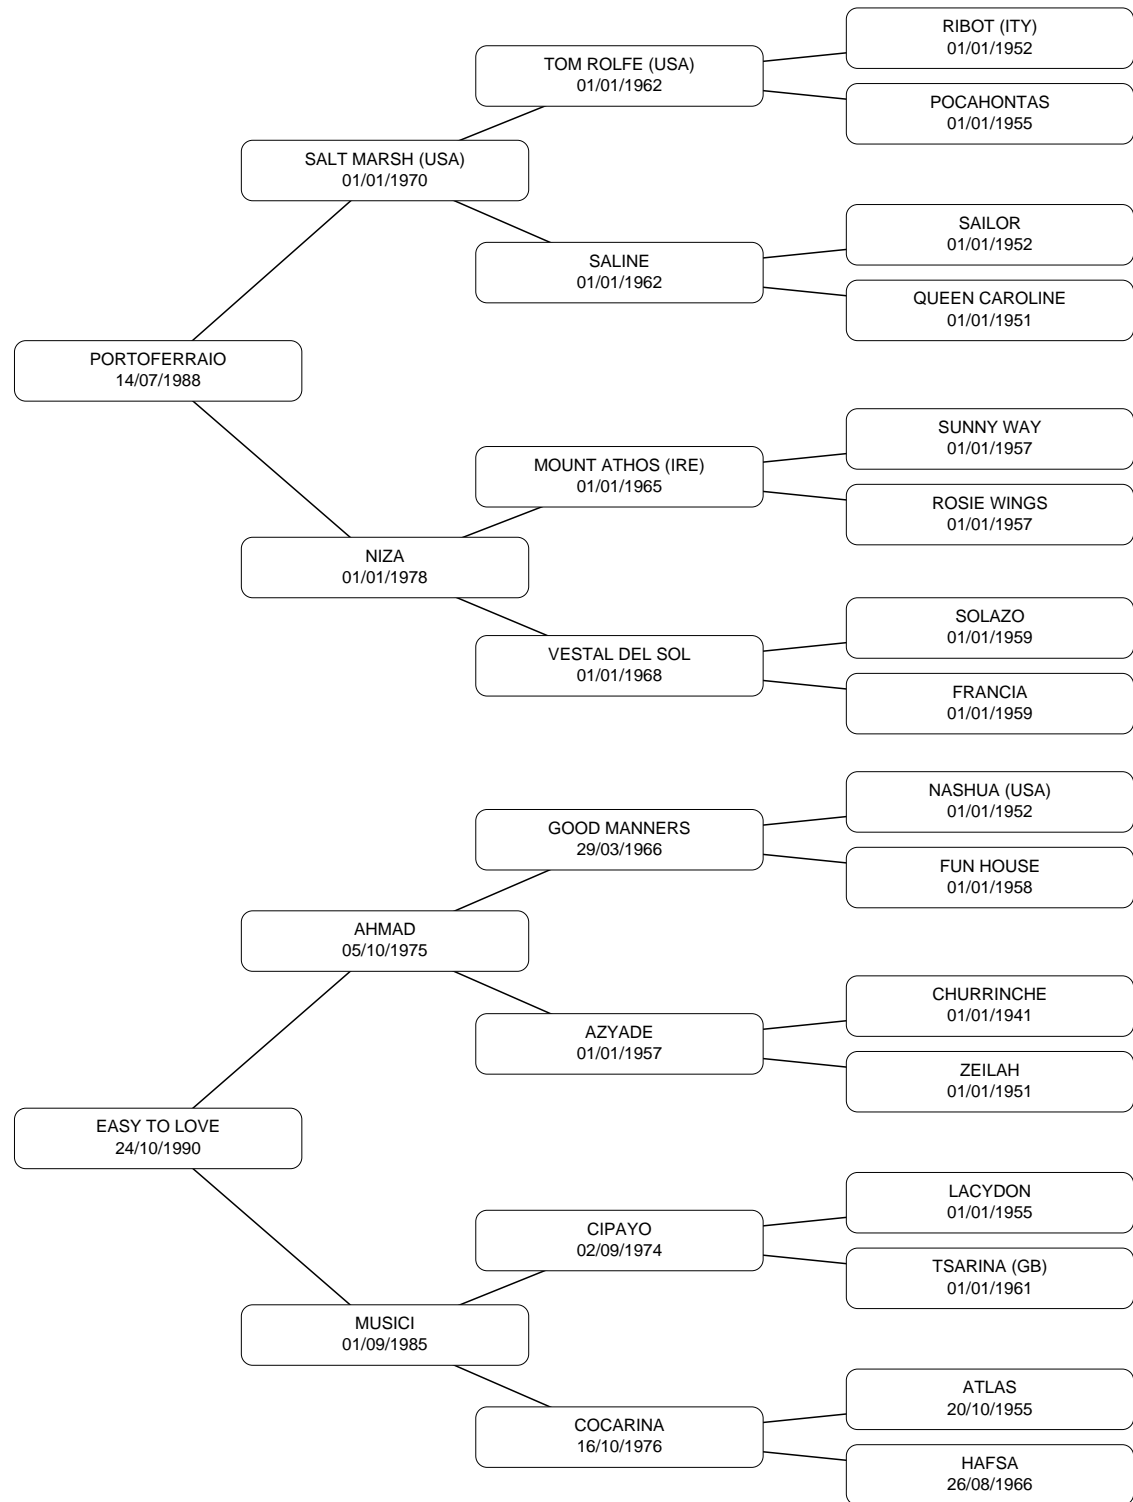 RIBOT (ITY)
01/01/1952
TOM ROLFE (USA)
01/01/1962
POCAHONTAS
01/01/1955
SALT MARSH (USA)
01/01/1970
SAILOR
01/01/1952
SALINE
01/01/1962
QUEEN CAROLINE
01/01/1951
PORTOFERRAIO
14/07/1988
SUNNY WAY
01/01/1957
MOUNT ATHOS (IRE)
01/01/1965
ROSIE WINGS
01/01/1957
NIZA
01/01/1978
SOLAZO
01/01/1959
VESTAL DEL SOL
01/01/1968
FRANCIA
01/01/1959
NASHUA (USA)
01/01/1952
GOOD MANNERS
29/03/1966
FUN HOUSE
01/01/1958
AHMAD
05/10/1975
CHURRINCHE
01/01/1941
AZYADE
01/01/1957
ZEILAH
01/01/1951
EASY TO LOVE
24/10/1990
LACYDON
01/01/1955
CIPAYO
02/09/1974
TSARINA (GB)
01/01/1961
MUSICI
01/09/1985
ATLAS
20/10/1955
COCARINA
16/10/1976
HAFSA
26/08/1966